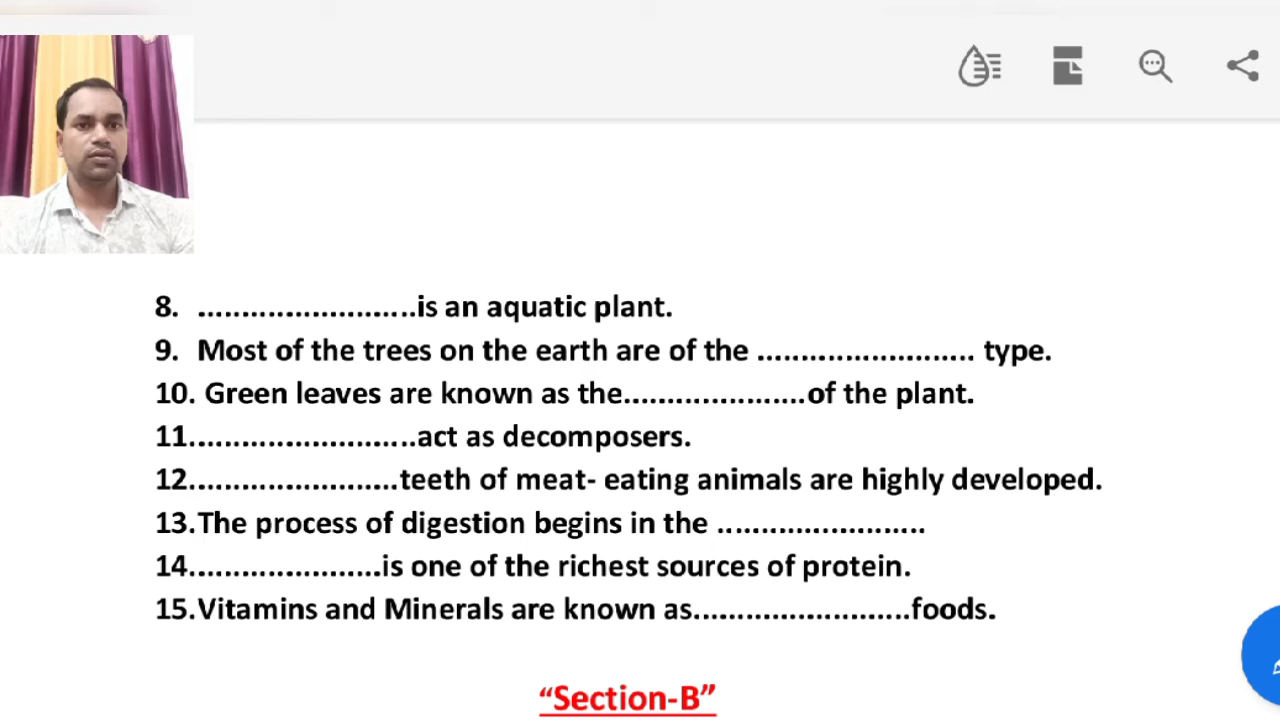 8. .........................is an aquatic plant.
9. Most of the trees on the earth are of the ......................... type.
10. Green leaves are known as the.....................of the plant.
11..........................act as decomposers.
12........................teeth of meat- eating animals are highly developed.
13.The process of digestion begins in the ........................
14......................is one of the richest sources of protein.
15.Vitamins and Minerals are known as.........................foods.
“Section-B”